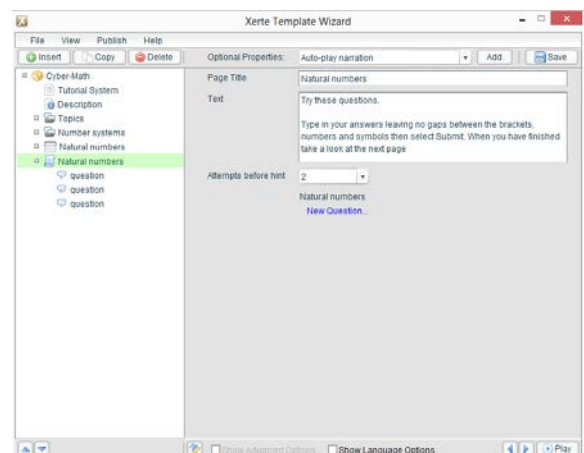 Xerte Template Wizard
File View Publish Help
Insert Copy Delete Optional Properties: Auto-play narration Add Save
Cyber-Math
Tutorial System
Description
Topics
Number systems
Natural numbers
Natural numbers
question
question
question
Page Title Natural numbers
Text Try these questions.
Type in your answers leaving no gaps between the brackets,
numbers and symbols then select Submit. When you have finished
take a look at the next page
Attempts before hint 2
Natural numbers
New Question...
Show Advanced Options Show Language Options Play